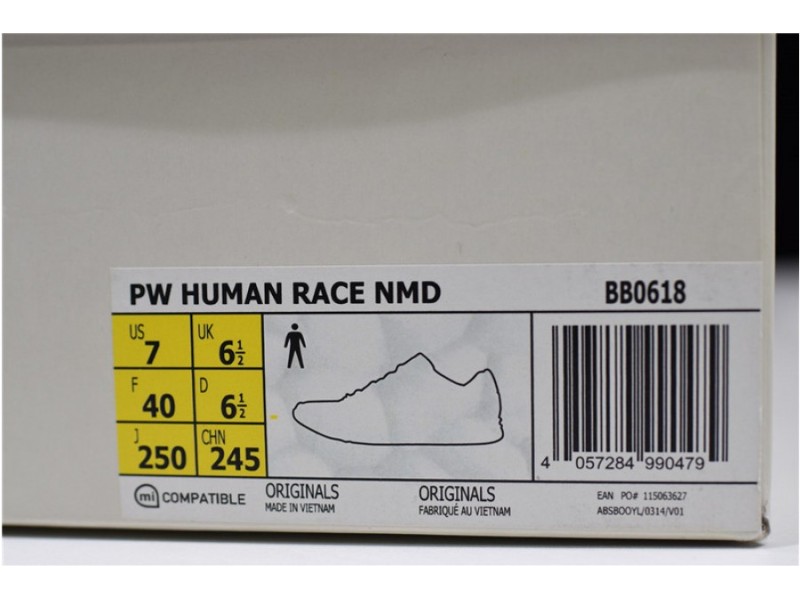 PW HUMAN RACE NMD BB0618
US 7 UK 6½
F 40 D 6½
J 250 CHN 245
4 057284 990479
mi COMPATIBLE
ORIGINALS
MADE IN VIETNAM
ORIGINALS
FABRIQUÉ AU VIETNAM
EAN PO# 115063627
ABSBOOYL/0314/V01